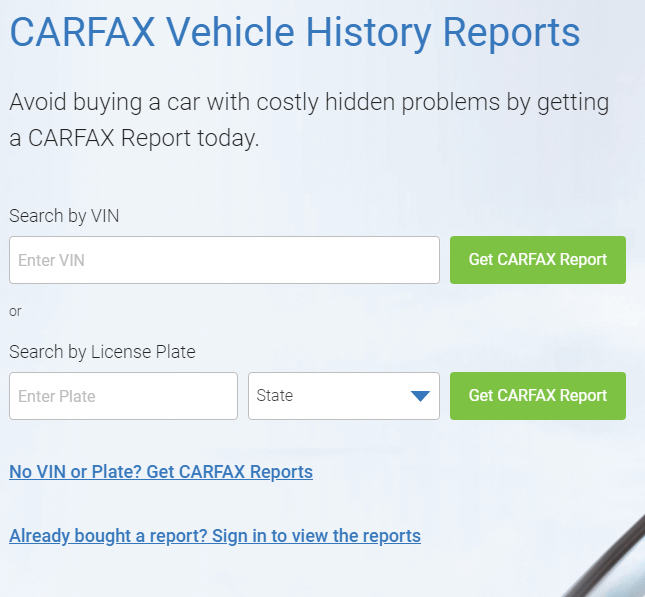 CARFAX Vehicle History Reports
Avoid buying a car with costly hidden problems by getting
a CARFAX Report today.
Search by VIN
Enter VIN
Get CARFAX Report
or
Search by License Plate
Enter Plate
State
Get CARFAX Report
No VIN or Plate? Get CARFAX Reports
Already bought a report? Sign in to view the reports